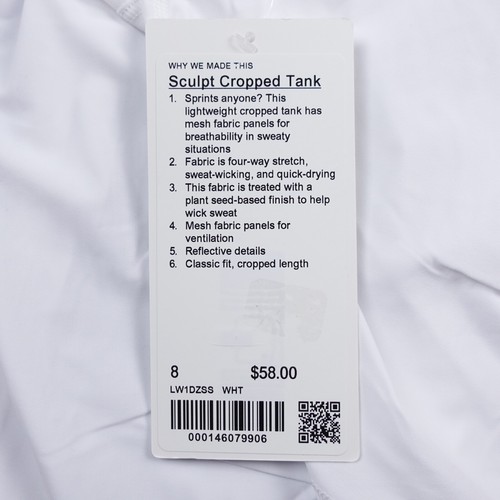 WHY WE MADE THIS
Sculpt Cropped Tank
1. Sprints anyone? This
lightweight cropped tank has
mesh fabric panels for
breathability in sweaty
situations
2. Fabric is four-way stretch,
sweat-wicking, and quick-drying
3. This fabric is treated with a
plant seed-based finish to help
wick sweat
4. Mesh fabric panels for
ventilation
5. Reflective details
6. Classic fit, cropped length
8 $58.00
LW1DZSS WHT
000146079906